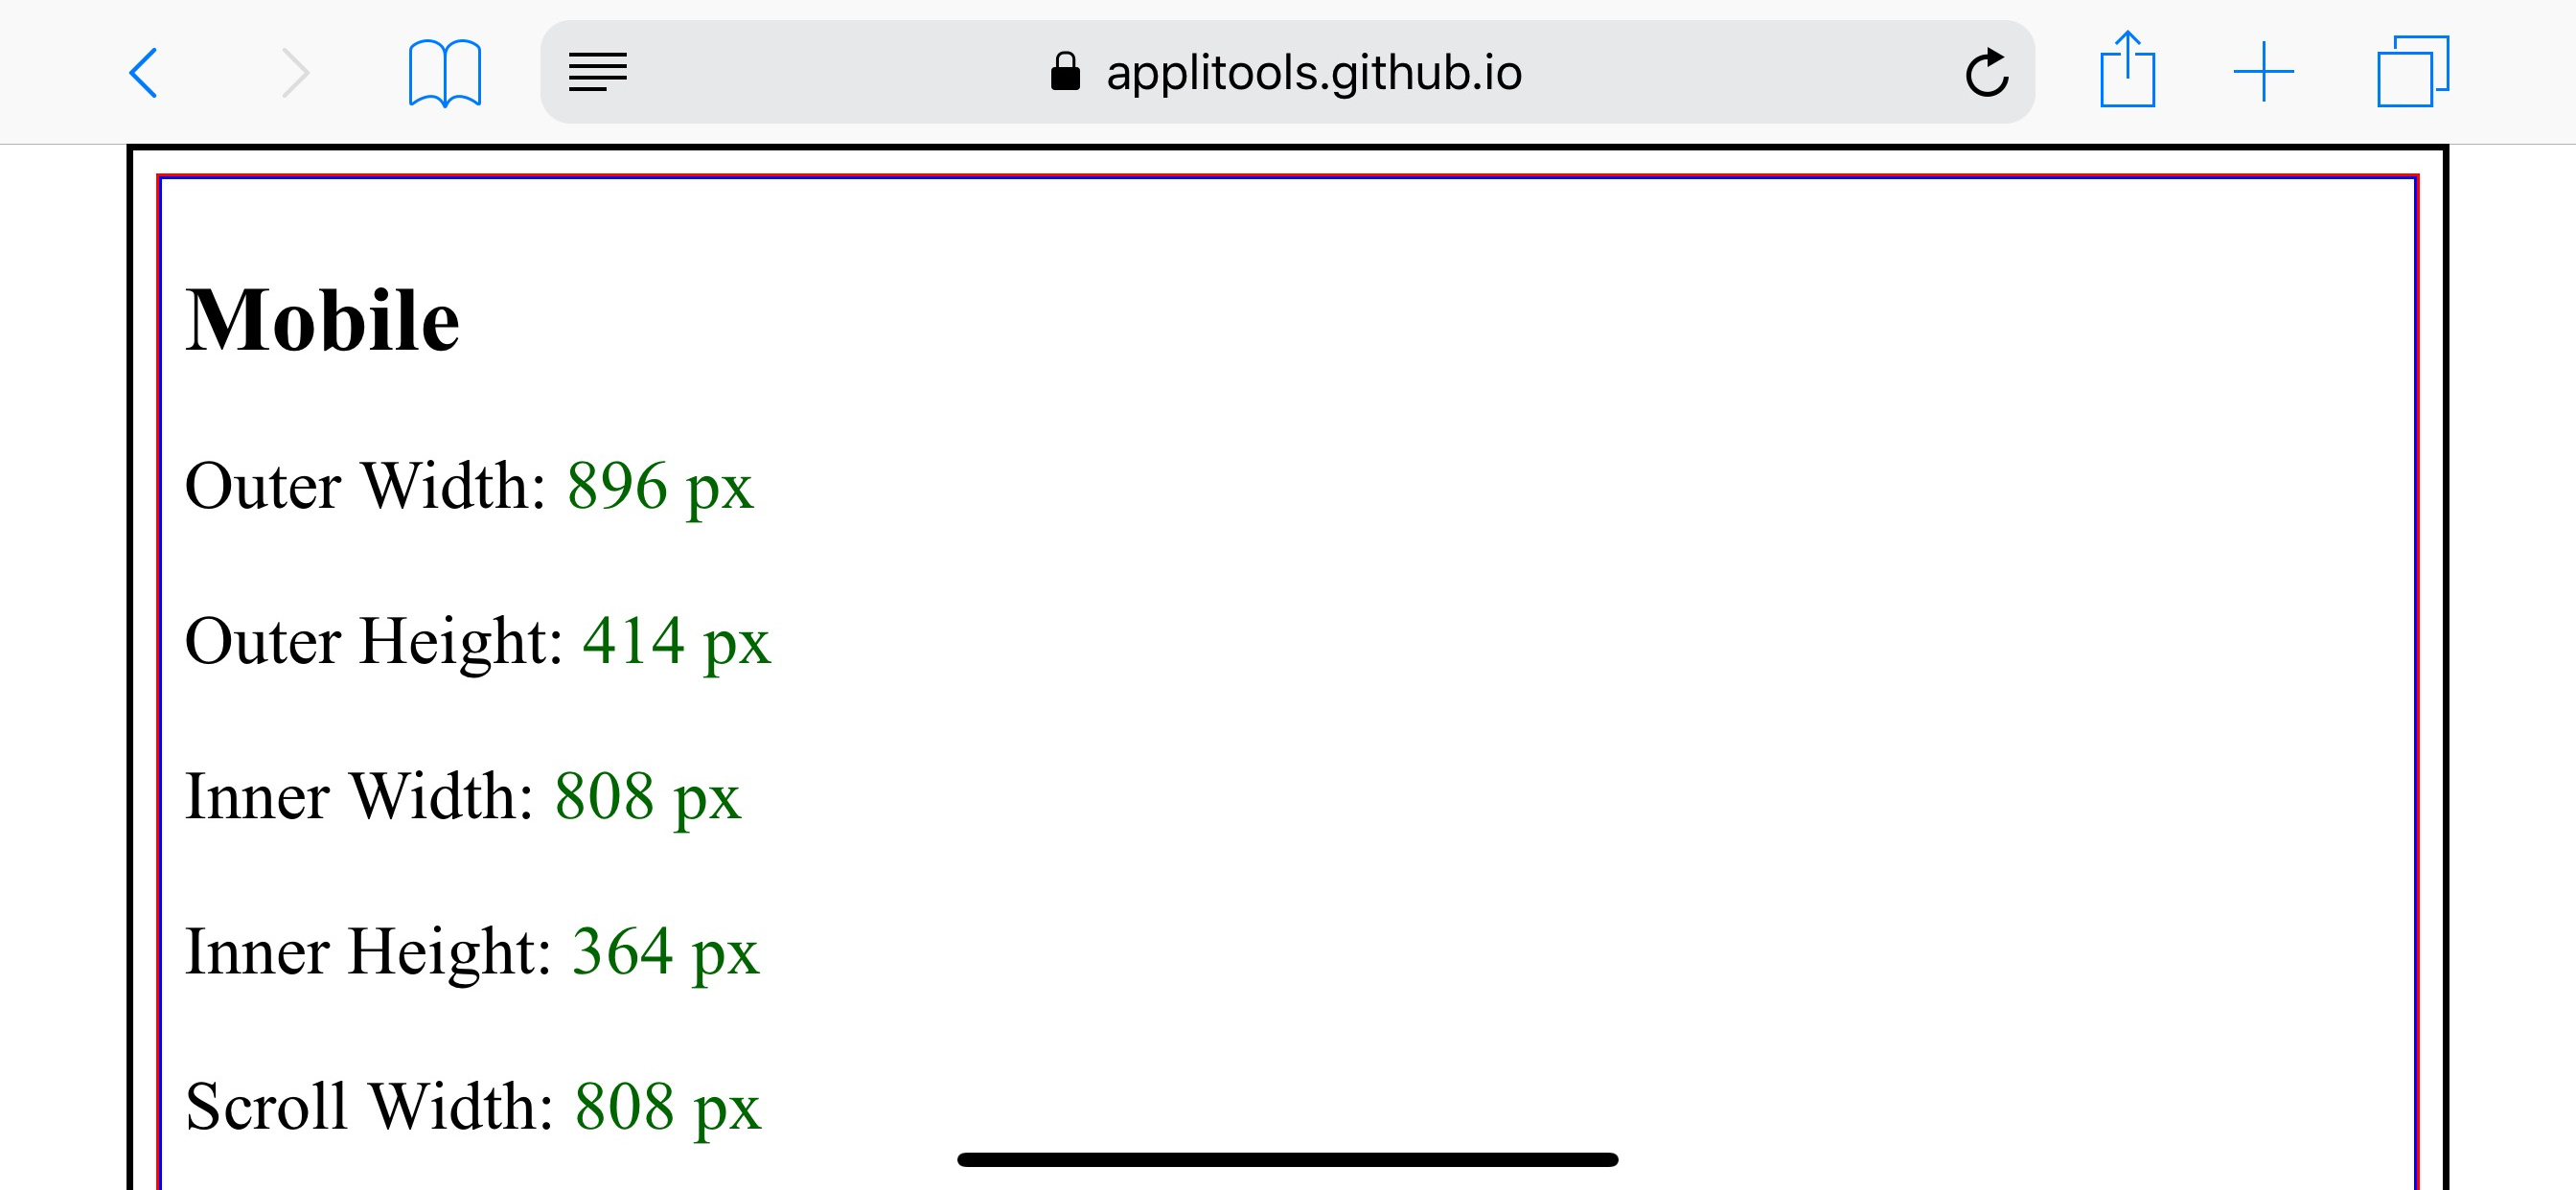 applitools.github.io
Mobile
Outer Width: 896 px
Outer Height: 414 px
Inner Width: 808 px
Inner Height: 364 px
Scroll Width: 808 px